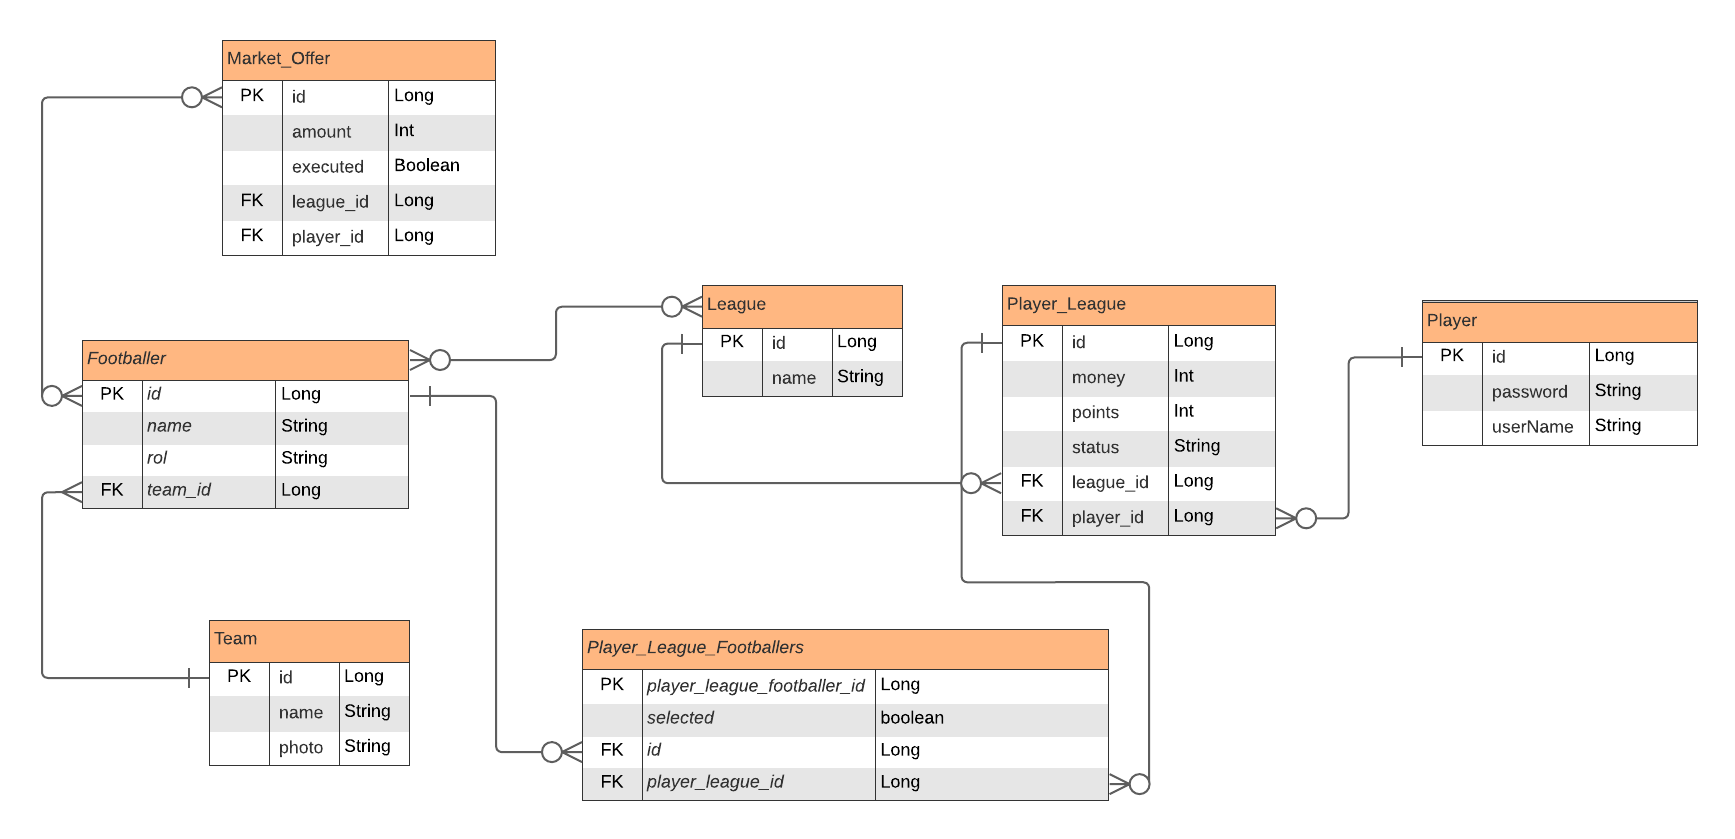 Market_Offer
PK id Long
amount Int
executed Boolean
FK league_id Long
FK player_id Long
League
PK id Long
name String
Player_League
PK id Long
money Int
points Int
status String
FK league_id Long
FK player_id Long
Player
PK id Long
password String
userName String
Footballer
PK id Long
name String
rol String
FK team_id Long
Team
PK id Long
name String
photo String
Player_League_Footballers
PK player_league_footballer_id Long
selected boolean
FK id Long
FK player_league_id Long